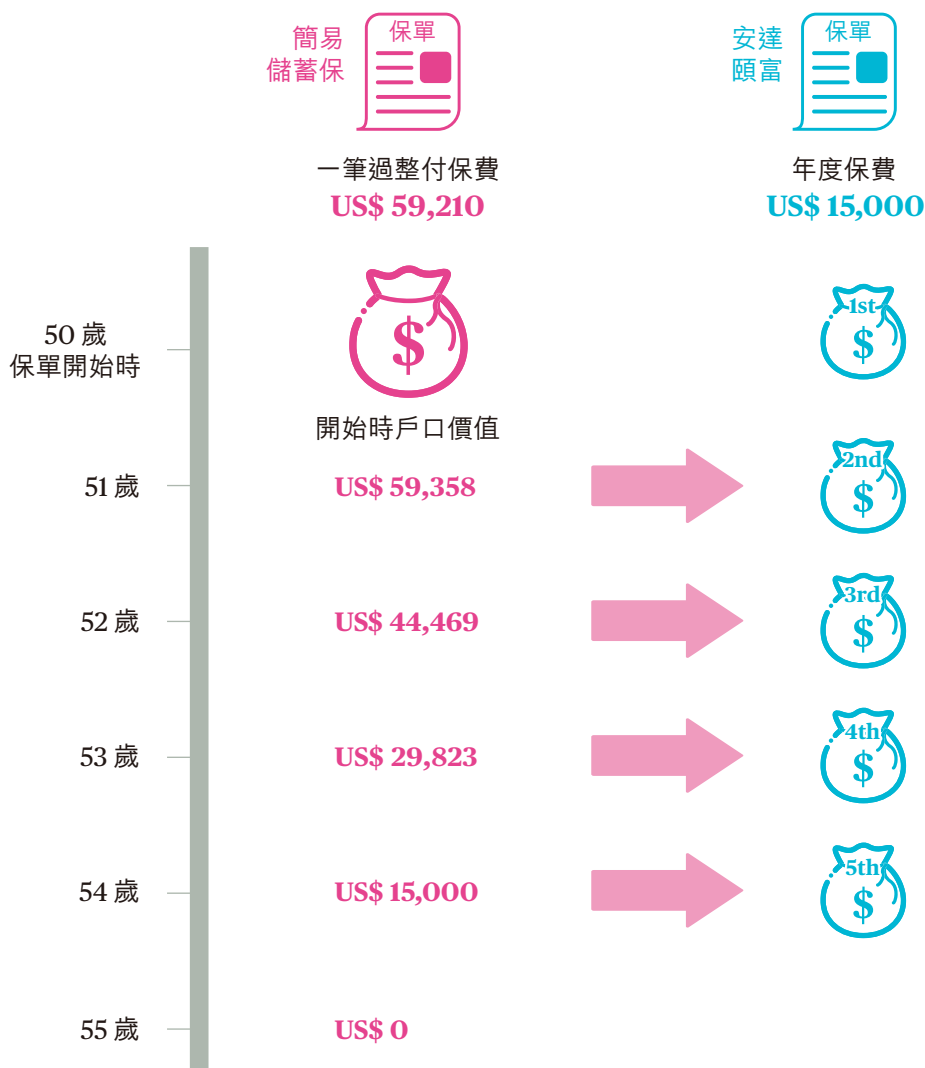 簡易
儲蓄保
保單
安達
頤富
保單
一筆過整付保費
US$ 59,210
年度保費
US$ 15,000
50 歲
保單開始時
$
1st
$
開始時戶口價值
51 歲
US$ 59,358
2nd
$
52 歲
US$ 44,469
3rd
$
53 歲
US$ 29,823
4th
$
54 歲
US$ 15,000
5th
$
55 歲
US$ 0